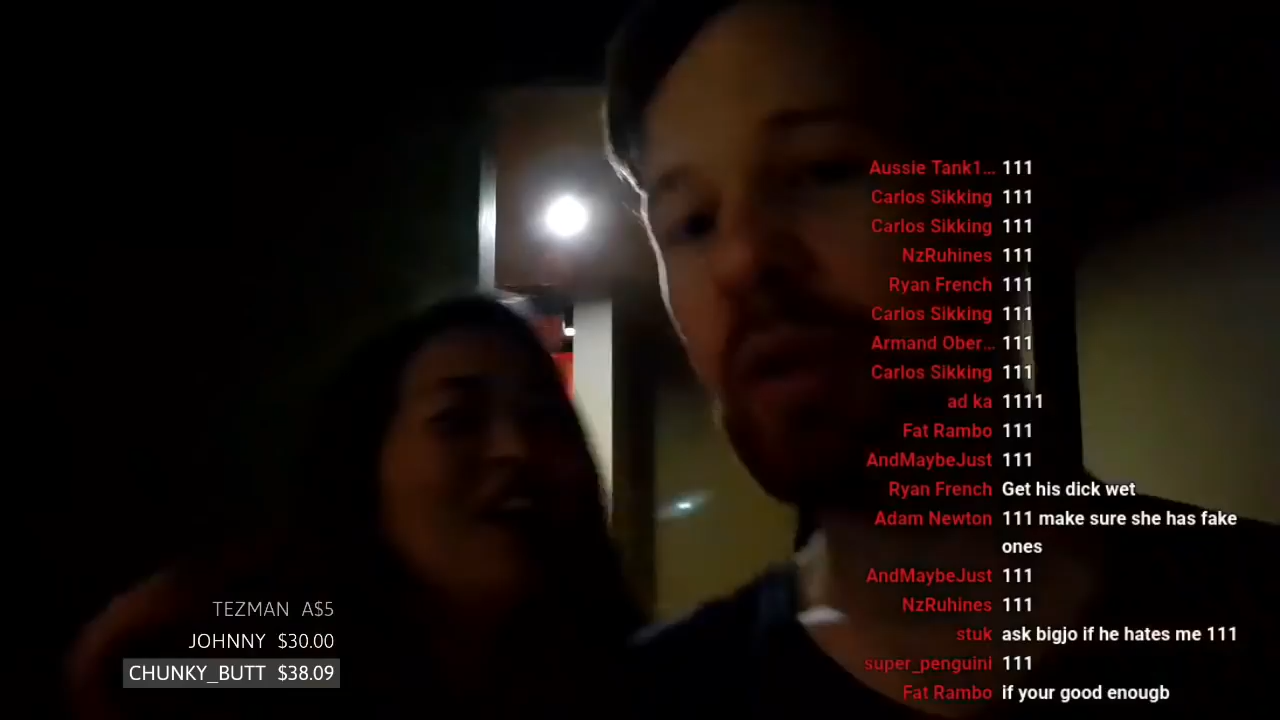 Aussie Tank1... 111
Carlos Sikking 111
Carlos Sikking 111
NzRuhines 111
Ryan French 111
Carlos Sikking 111
Armand Ober... 111
Carlos Sikking 111
ad ka 1111
Fat Rambo 111
AndMaybeJust 111
Ryan French Get his dick wet
Adam Newton 111 make sure she has fake
ones
AndMaybeJust 111
NzRuhines 111
stuk ask bigjo if he hates me 111
super_penguini 111
Fat Rambo if your good enougb
TEZMAN A$5
JOHNNY $30.00
CHUNKY_BUTT $38.09